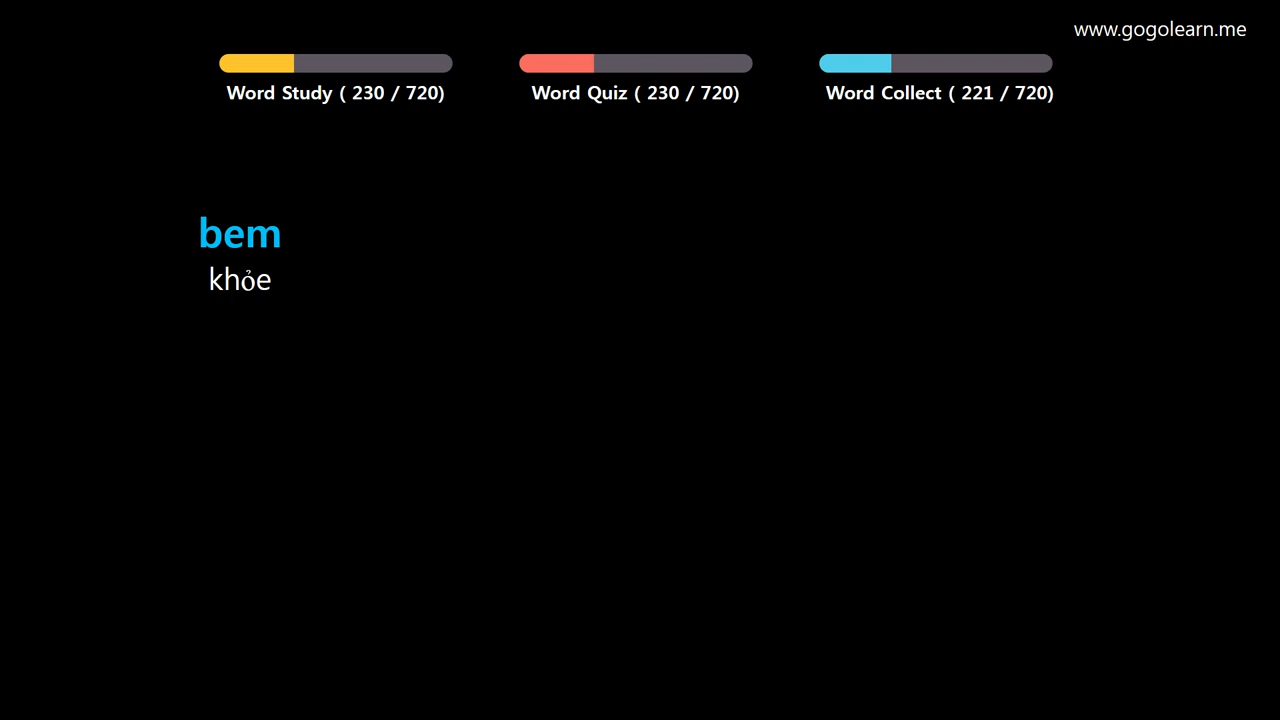 www.gogolearn.me
Word Study ( 230 / 720)
Word Quiz ( 230 / 720)
Word Collect ( 221 / 720)
bem
khỏe